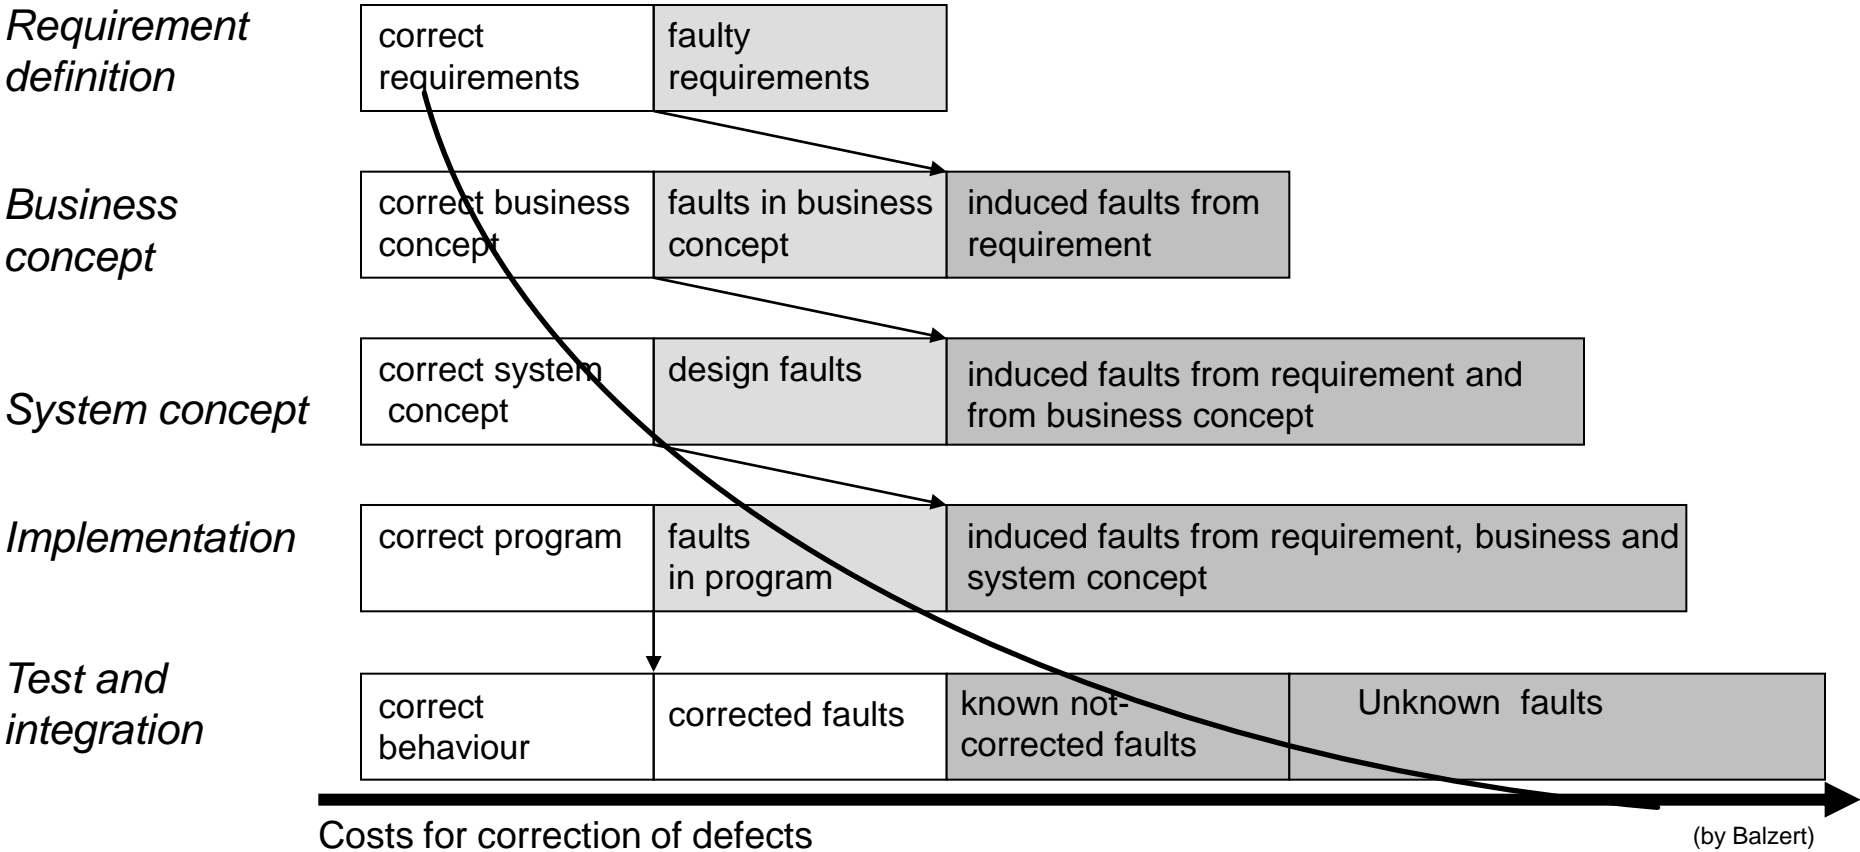 Requirement
definition
correct
requirements
faulty
requirements
Business
concept
correct business
concept
faults in business
concept
induced faults from
requirement
System concept
correct system
concept
design faults
induced faults from requirement and
from business concept
Implementation
correct program
faults
in program
induced faults from requirement, business and
system concept
Test and
integration
correct
behaviour
corrected faults
known not-
corrected faults
Unknown faults
Costs for correction of defects
(by Balzert)